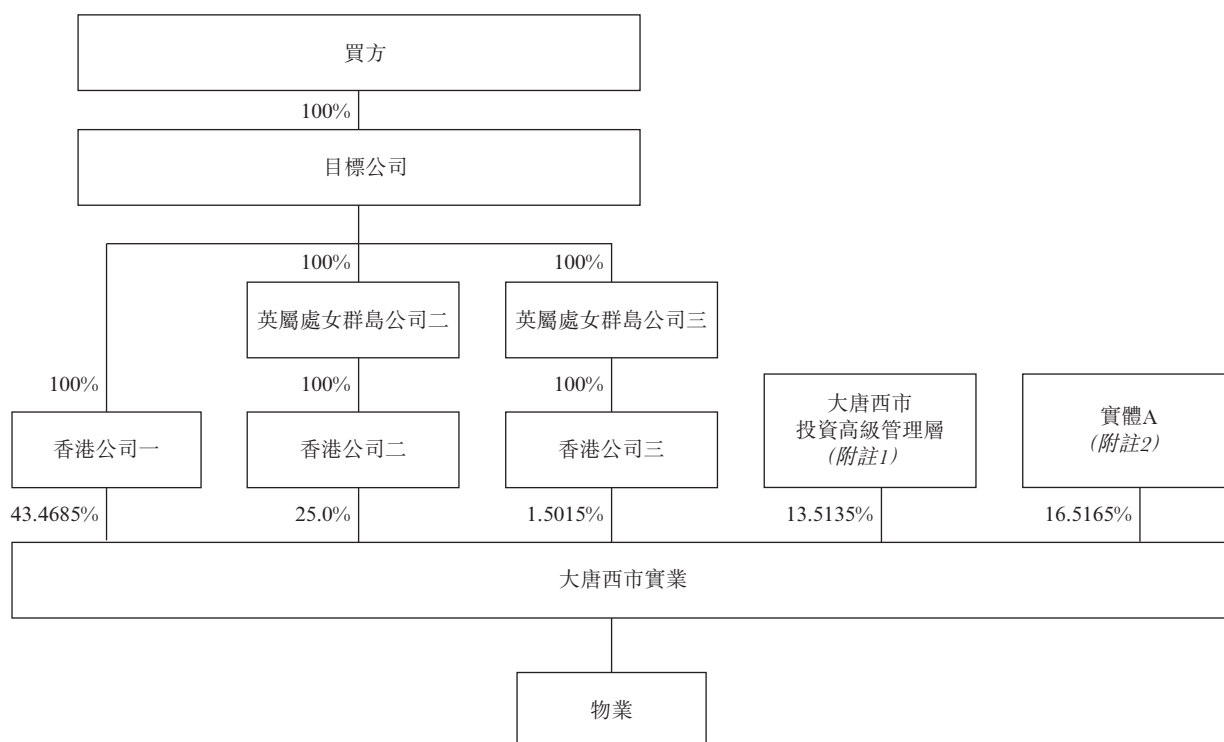 買方
100%
目標公司
100%
100%
英屬處女群島公司二
英屬處女群島公司三
100%
100%
100%
香港公司一
香港公司二
香港公司三
大唐西市
投資高級管理層
(附註1)
實體A
(附註2)
43.4685%
25.0%
1.5015%
13.5135%
16.5165%
大唐西市實業
物業